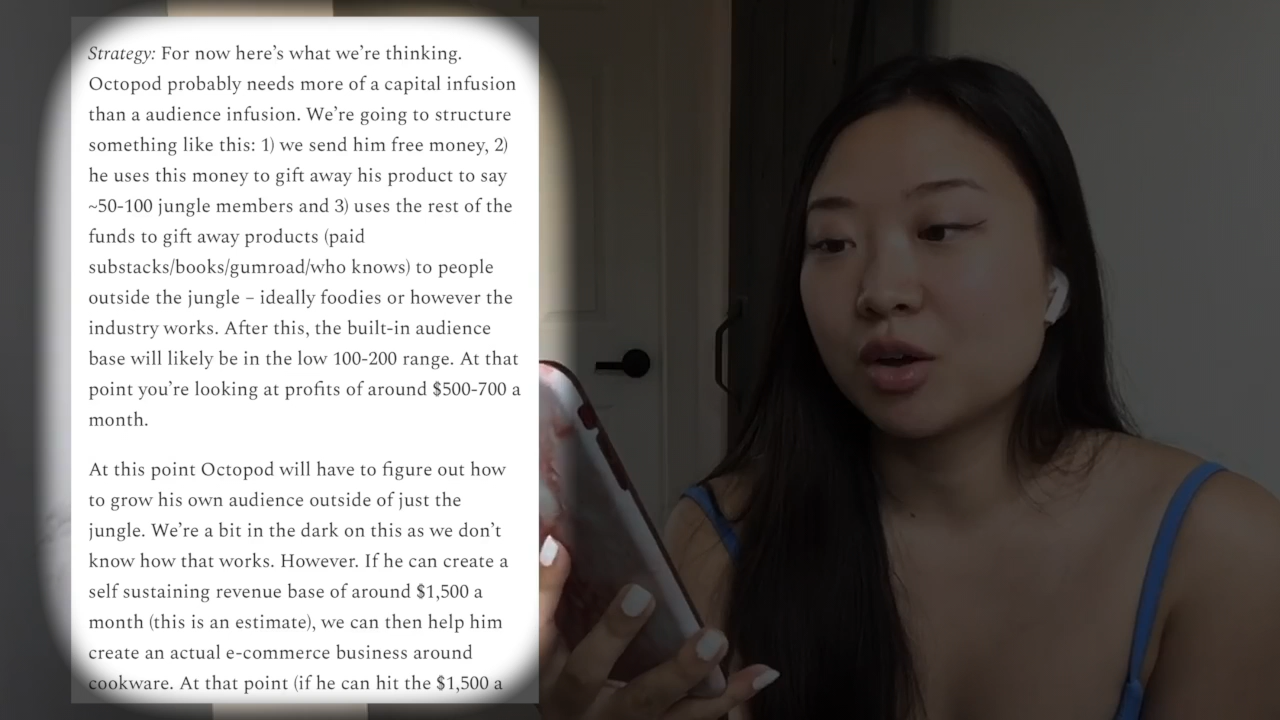 Strategy: For now here's what we're thinking.
Octopod probably needs more of a capital infusion
than a audience infusion. We're going to structure
something like this: 1) we send him free money, 2)
he uses this money to gift away his product to say
~50-100 jungle members and 3) uses the rest of the
funds to gift away products (paid
substacks/books/gumroad/who knows) to people
outside the jungle – ideally foodies or however the
industry works. After this, the built-in audience
base will likely be in the low 100-200 range. At that
point you're looking at profits of around $500-700 a
month.
At this point Octopod will have to figure out how
to grow his own audience outside of just the
jungle. We're a bit in the dark on this as we don't
know how that works. However. If he can create a
self sustaining revenue base of around $1,500 a
month (this is an estimate), we can then help him
create an actual e-commerce business around
cookware. At that point (if he can hit the $1,500 a